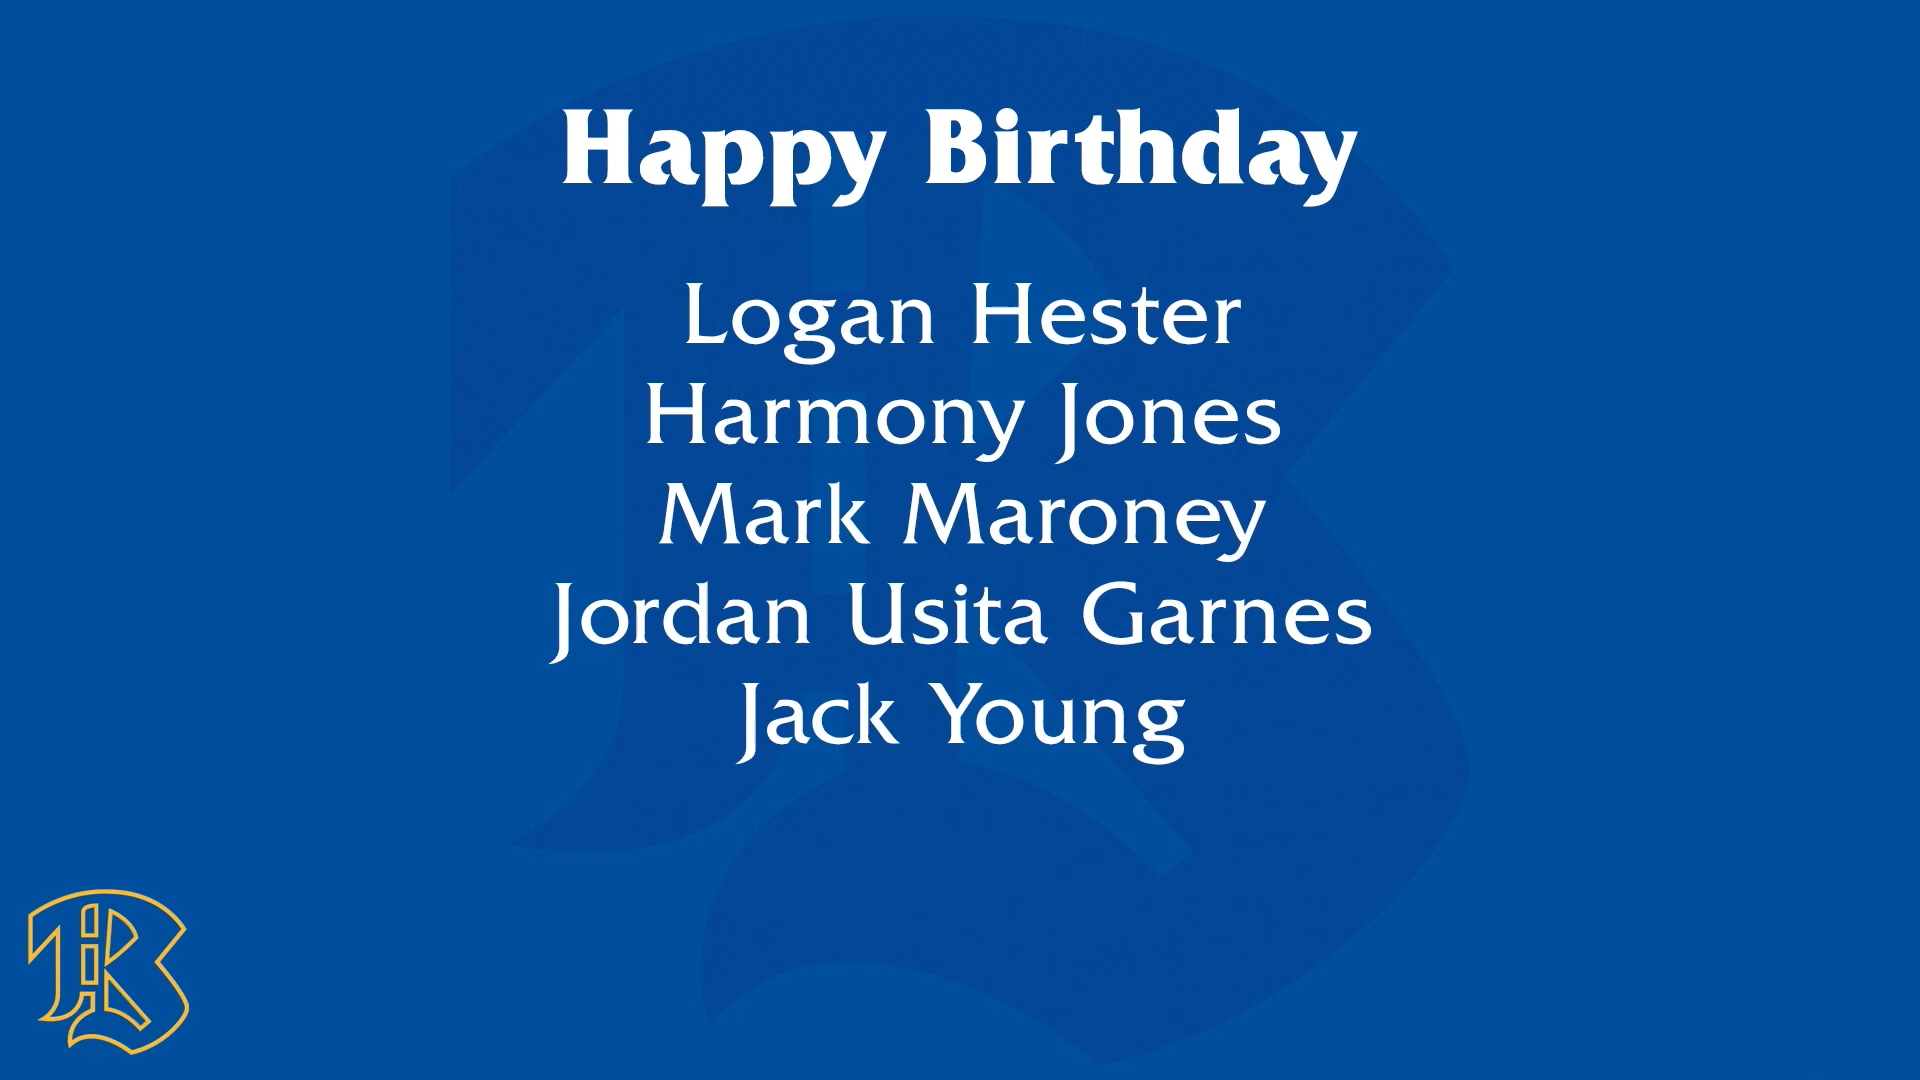 Happy Birthday
Logan Hester
Harmony Jones
Mark Maroney
Jordan Usita Garnes
Jack Young
B